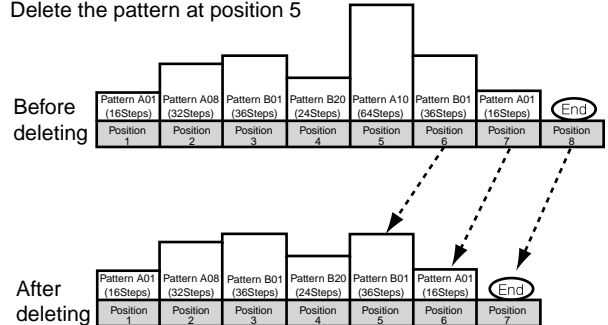 Delete the pattern at position 5
Before
deleting
Pattern A01 Pattern A08 Pattern B01 Pattern B20 Pattern A10 Pattern B01 Pattern A01
(16Steps) (32Steps) (36Steps) (24Steps) (64Steps) (36Steps) (16Steps) End
Position Position Position Position Position Position Position Position
1 2 3 4 5 6 7 8
After
deleting
Pattern A01 Pattern A08 Pattern B01 Pattern B20 Pattern B01 Pattern A01
(16Steps) (32Steps) (36Steps) (24Steps) (36Steps) (16Steps) End
Position Position Position Position Position Position Position
1 2 3 4 5 6 7